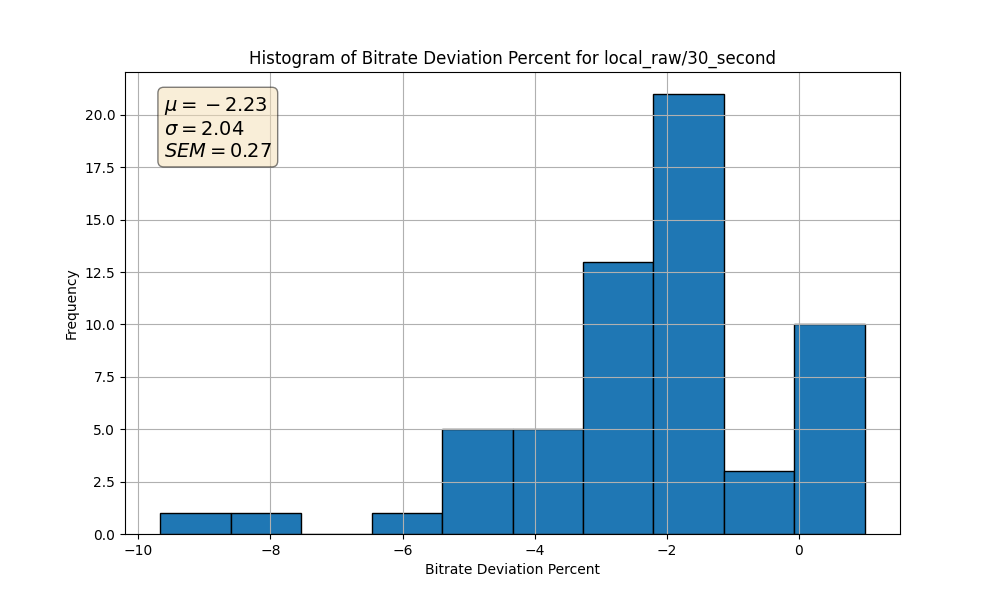 Histogram of Bitrate Deviation Percent for local_raw/30_second
μ = −2.23
σ = 2.04
SEM = 0.27
20.0
17.5
15.0
12.5
10.0
7.5
5.0
2.5
0.0
Frequency
−10
−8
−6
−4
−2
0
Bitrate Deviation Percent